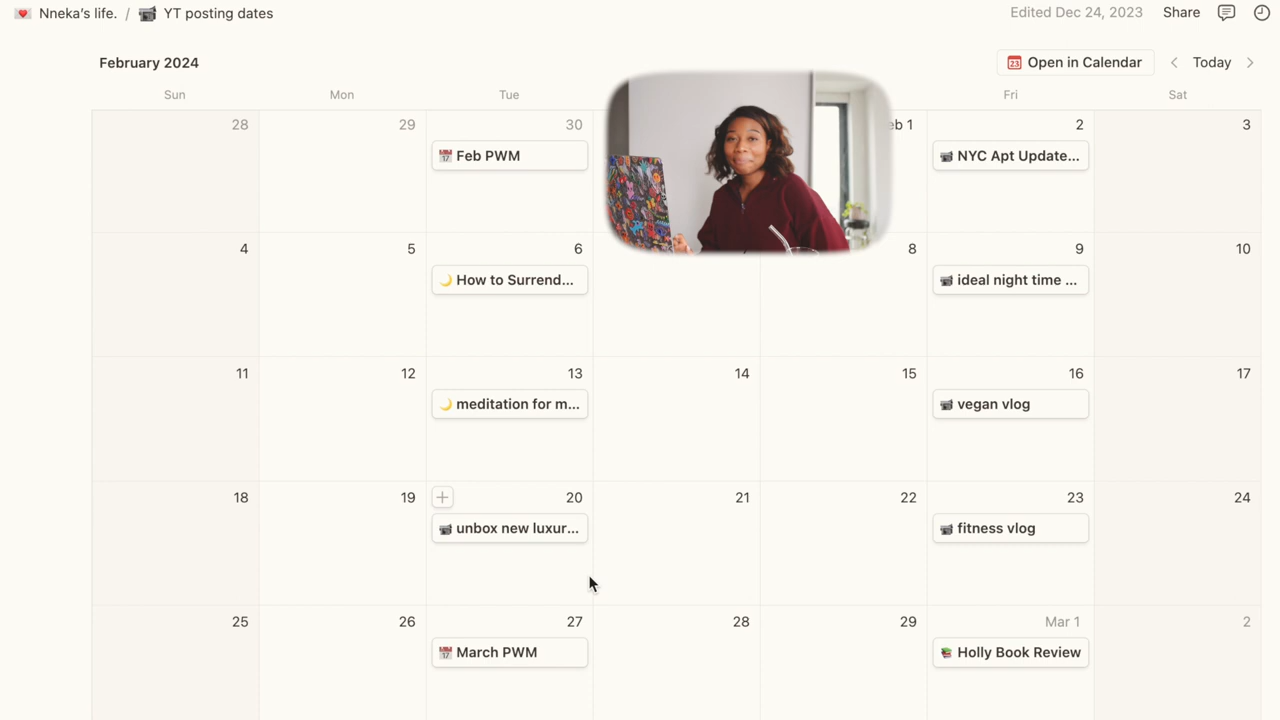 Nneka's life. / YT posting dates
Edited Dec 24, 2023 Share
February 2024
Open in Calendar Today
Sun Mon Tue Fri Sat
28 29 30 eb 1 2 3
Feb PWM NYC Apt Update...
4 5 6 8 9 10
How to Surrend... ideal night time ...
11 12 13 14 15 16 17
meditation for m... vegan vlog
18 19 20 21 22 23 24
unbox new luxur... fitness vlog
25 26 27 28 29 Mar 1 2
March PWM Holly Book Review